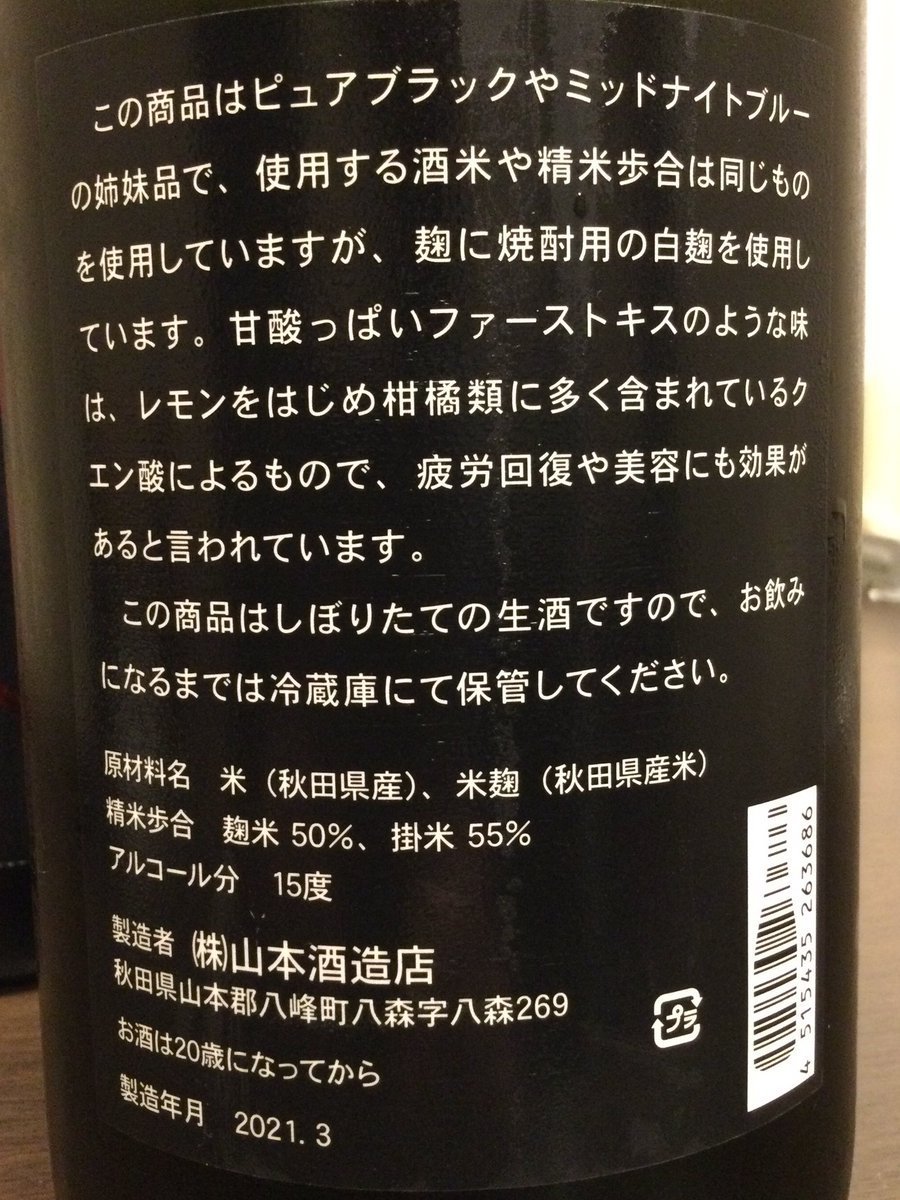 この商品はピュアブラックやミッドナイトブルー
の姉妹品で、使用する酒米や精米歩合は同じもの
を使用していますが、麹に焼酎用の白麹を使用し
ています。甘酸っぱいファーストキスのような味
は、レモンをはじめ柑橘類に多く含まれているク
エン酸によるもので、疲労回復や美容にも効果が
あると言われています。
この商品はしぼりたての生酒ですので、お飲み
になるまでは冷蔵庫にて保管してください。
原材料名 米（秋田県産）、米麹（秋田県産米）
精米歩合 麹米 50％、掛米 55％
アルコール分 15度
製造者 ㈱山本酒造店
秋田県山本郡八峰町八森字八森269
お酒は20歳になってから
製造年月 2021. 3
プラ
4 515435 263686